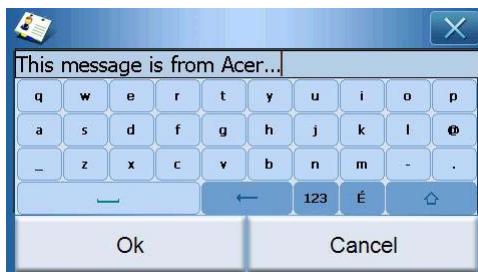 This message is from Acer...
q w e r t y u i o p
a s d f g h j k l @
_ z x c v b n m - .
123 É
Ok Cancel